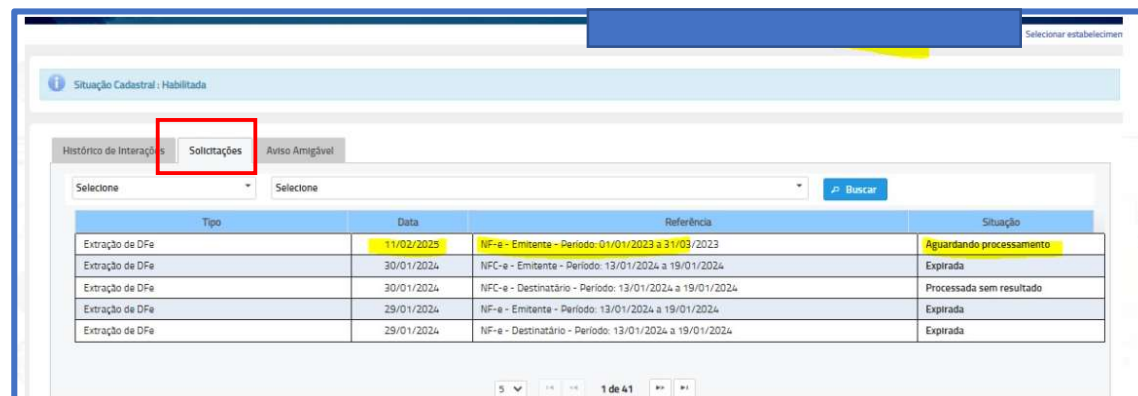 Selecionar estabelecimen
Situação Cadastral : Habilitada
Histórico de Interações Solicitações Aviso Amigável
Selecione Selecione Buscar
Tipo Data Referência Situação
Extração de DFe 11/02/2025 NF-e - Emitente - Período: 01/01/2023 a 31/03/2023 Aguardando processamento
Extração de DFe 30/01/2024 NFC-e - Emitente - Período: 13/01/2024 a 19/01/2024 Expirada
Extração de DFe 30/01/2024 NFC-e - Destinatário - Período: 13/01/2024 a 19/01/2024 Processada sem resultado
Extração de DFe 29/01/2024 NF-e - Emitente - Período: 13/01/2024 a 19/01/2024 Expirada
Extração de DFe 29/01/2024 NF-e - Destinatário - Período: 13/01/2024 a 19/01/2024 Expirada
5 1 de 41